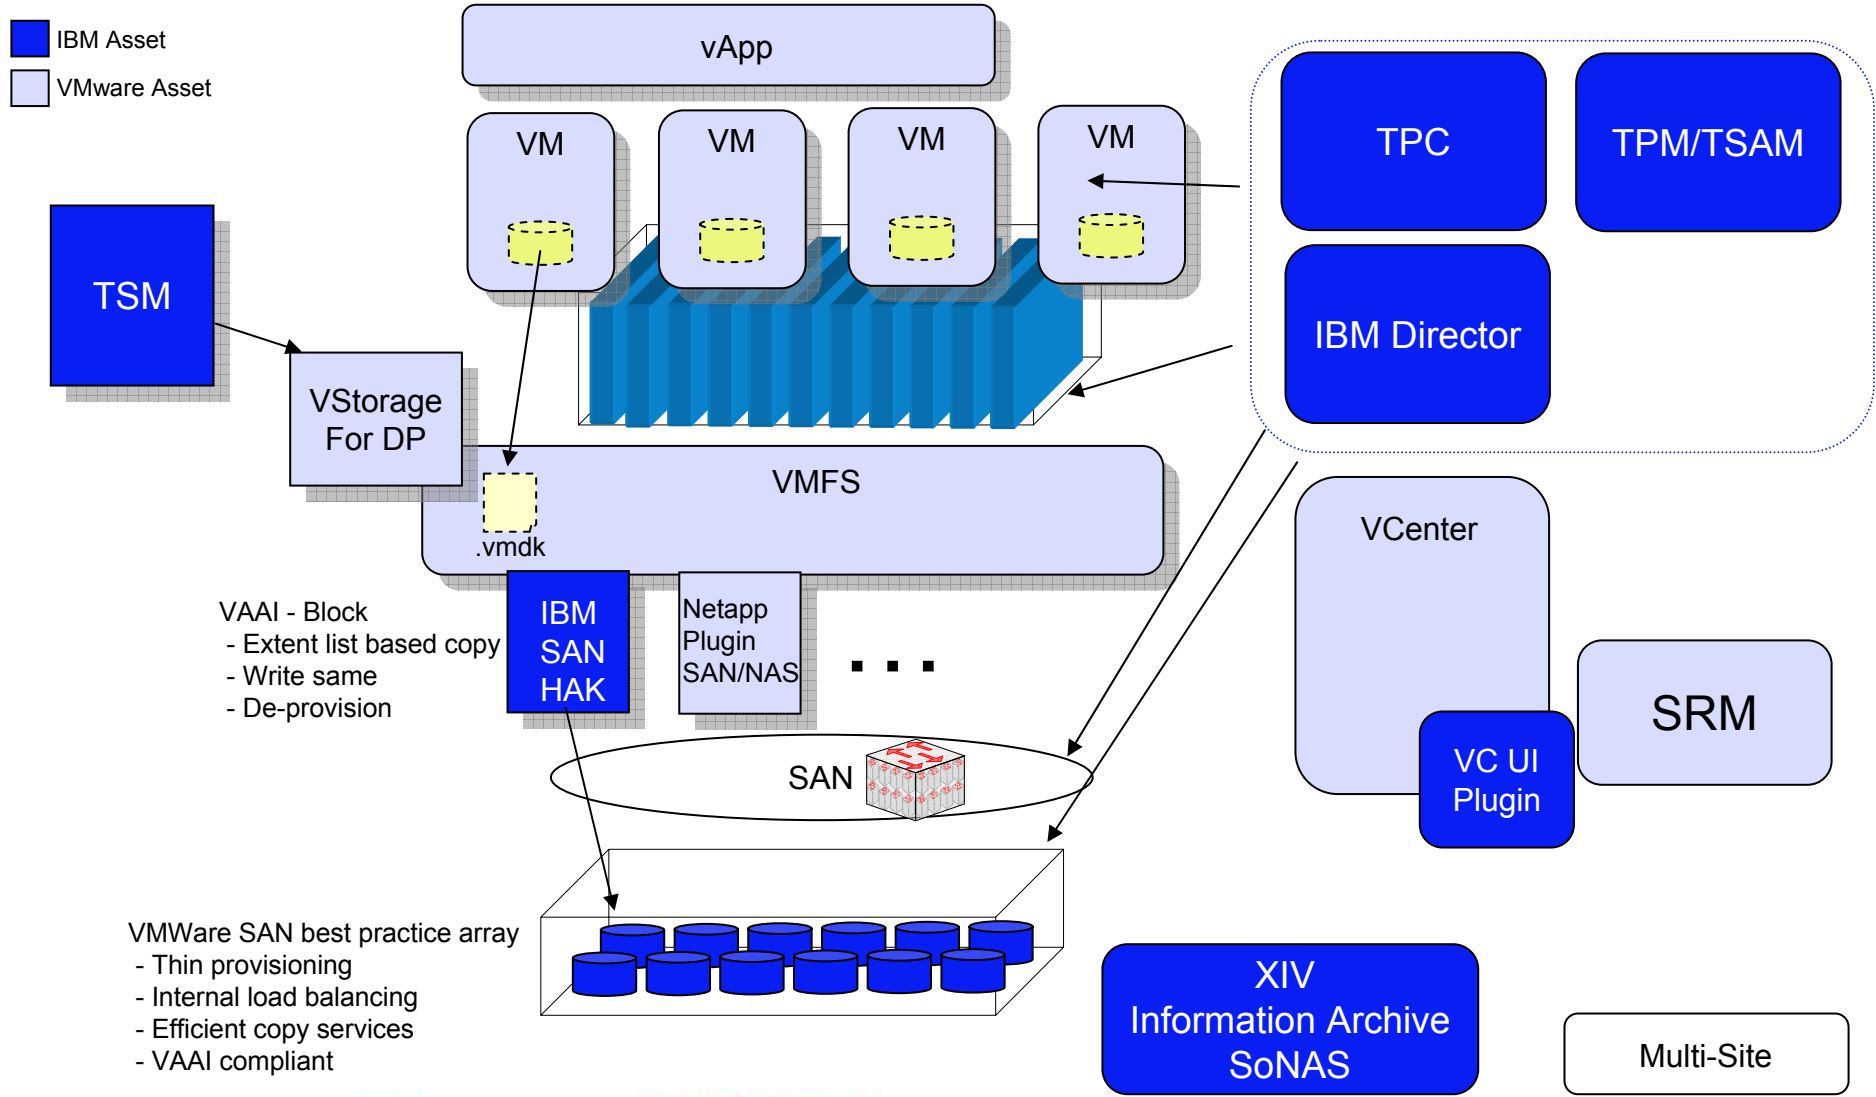 IBM Asset
VMware Asset
vApp
VM
VM
VM
VM
TPC
TPM/TSAM
IBM Director
TSM
VStorage
For DP
VMFS
.vmdk
VCenter
VC UI
Plugin
SRM
VAAI - Block
- Extent list based copy
- Write same
- De-provision
IBM
SAN
HAK
Netapp
Plugin
SAN/NAS
. . .
SAN
VMWare SAN best practice array
- Thin provisioning
- Internal load balancing
- Efficient copy services
- VAAI compliant
XIV
Information Archive
SoNAS
Multi-Site